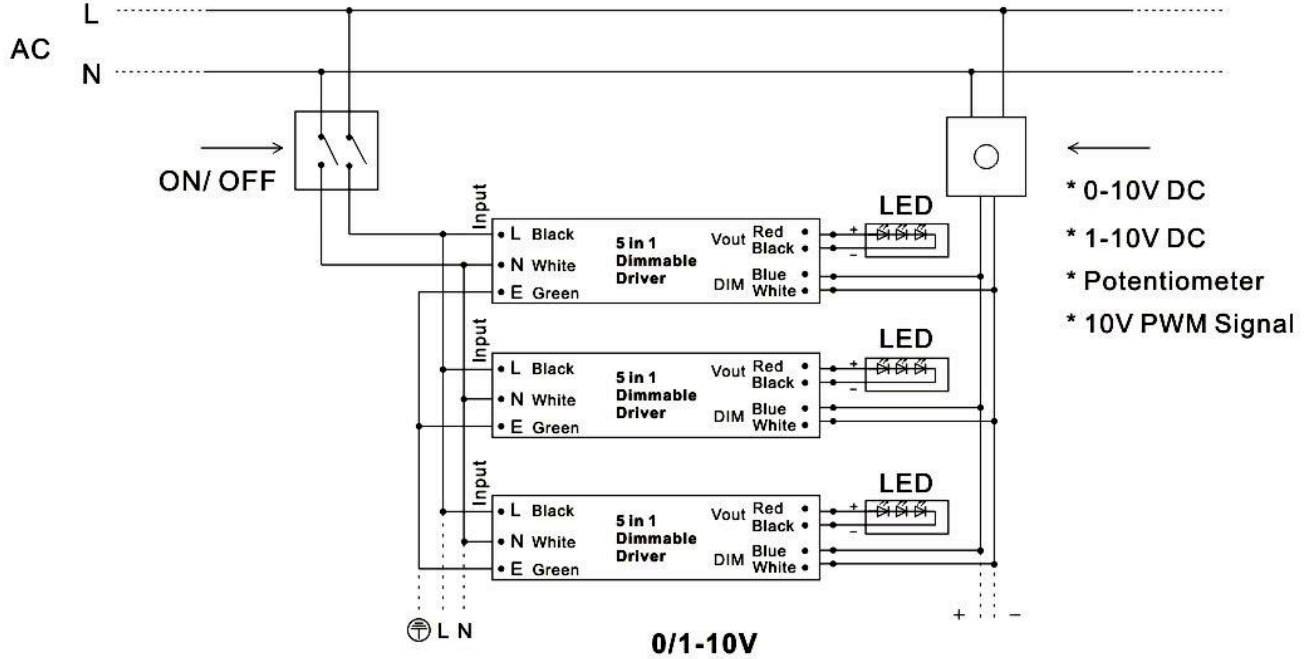 L
AC
N
ON/ OFF
* 0-10V DC
* 1-10V DC
* Potentiometer
* 10V PWM Signal
Input
L Black
N White
E Green
5 in 1
Dimmable
Driver
Vout Red
Black
DIM Blue
White
LED
+
−
Input
L Black
N White
E Green
5 in 1
Dimmable
Driver
Vout Red
Black
DIM Blue
White
LED
+
−
Input
L Black
N White
E Green
5 in 1
Dimmable
Driver
Vout Red
Black
DIM Blue
White
LED
+
−
L N
+ −
0/1-10V